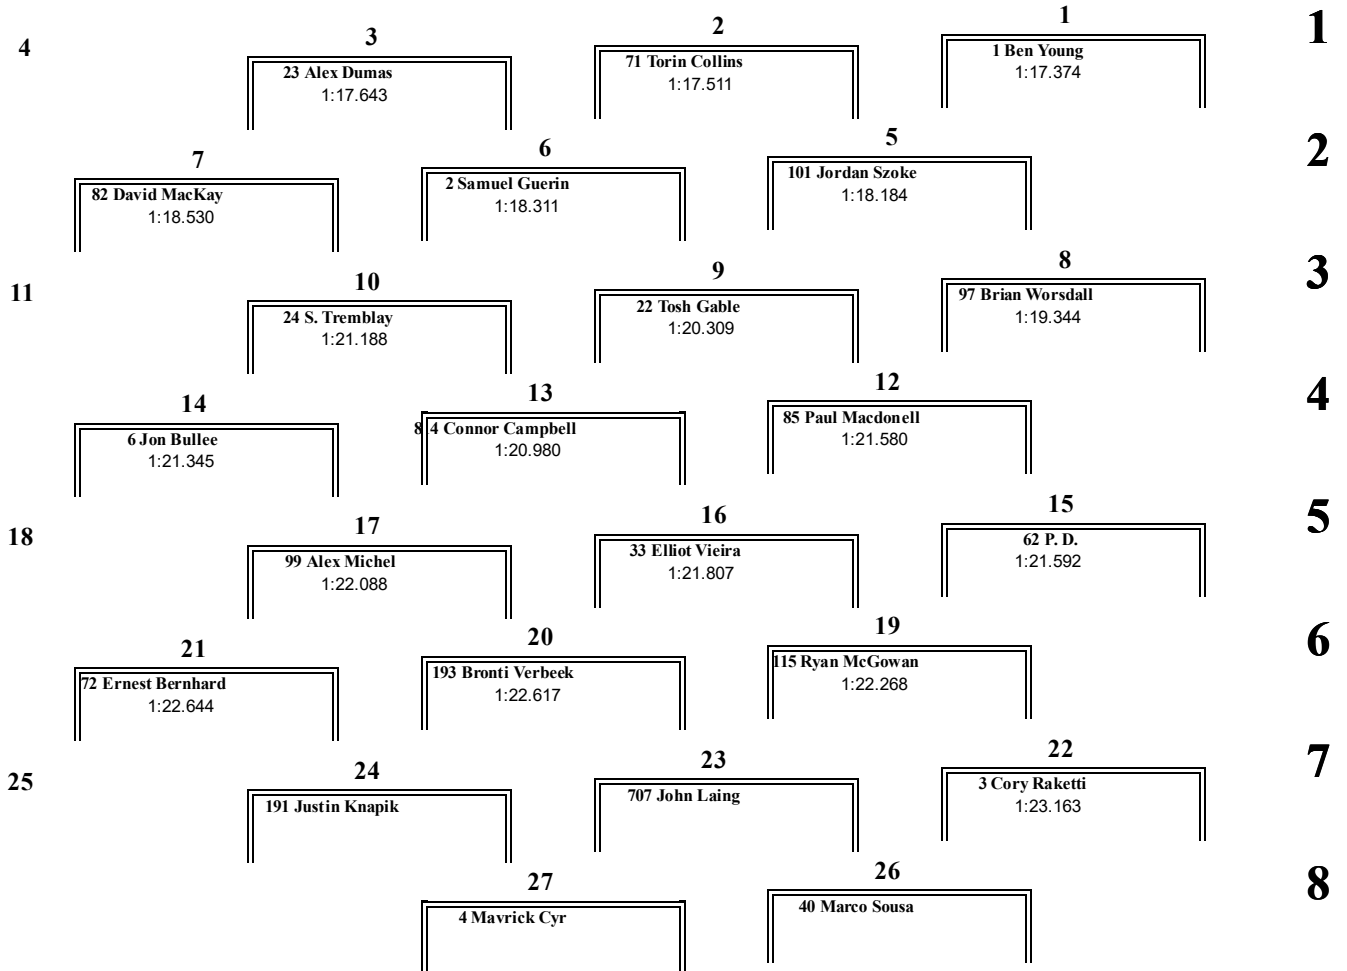 4
3
2
1
1
23 Alex Dumas
71 Torin Collins
1 Ben Young
1:17.643
1:17.511
1:17.374
7
6
5
2
82 David MacKay
2 Samuel Guerin
101 Jordan Szoke
1:18.530
1:18.311
1:18.184
11
10
9
8
3
24 S. Tremblay
22 Tosh Gable
97 Brian Worsdall
1:21.188
1:20.309
1:19.344
14
13
12
4
6 Jon Bullee
8 4 Connor Campbell
85 Paul Macdonell
1:21.345
1:20.980
1:21.580
18
17
16
15
5
99 Alex Michel
33 Elliot Vieira
62 P. D.
1:22.088
1:21.807
1:21.592
21
20
19
6
72 Ernest Bernhard
193 Bronti Verbeek
115 Ryan McGowan
1:22.644
1:22.617
1:22.268
25
24
23
22
7
191 Justin Knapik
707 John Laing
3 Cory Raketti
1:23.163
27
26
8
4 Mavrick Cyr
40 Marco Sousa